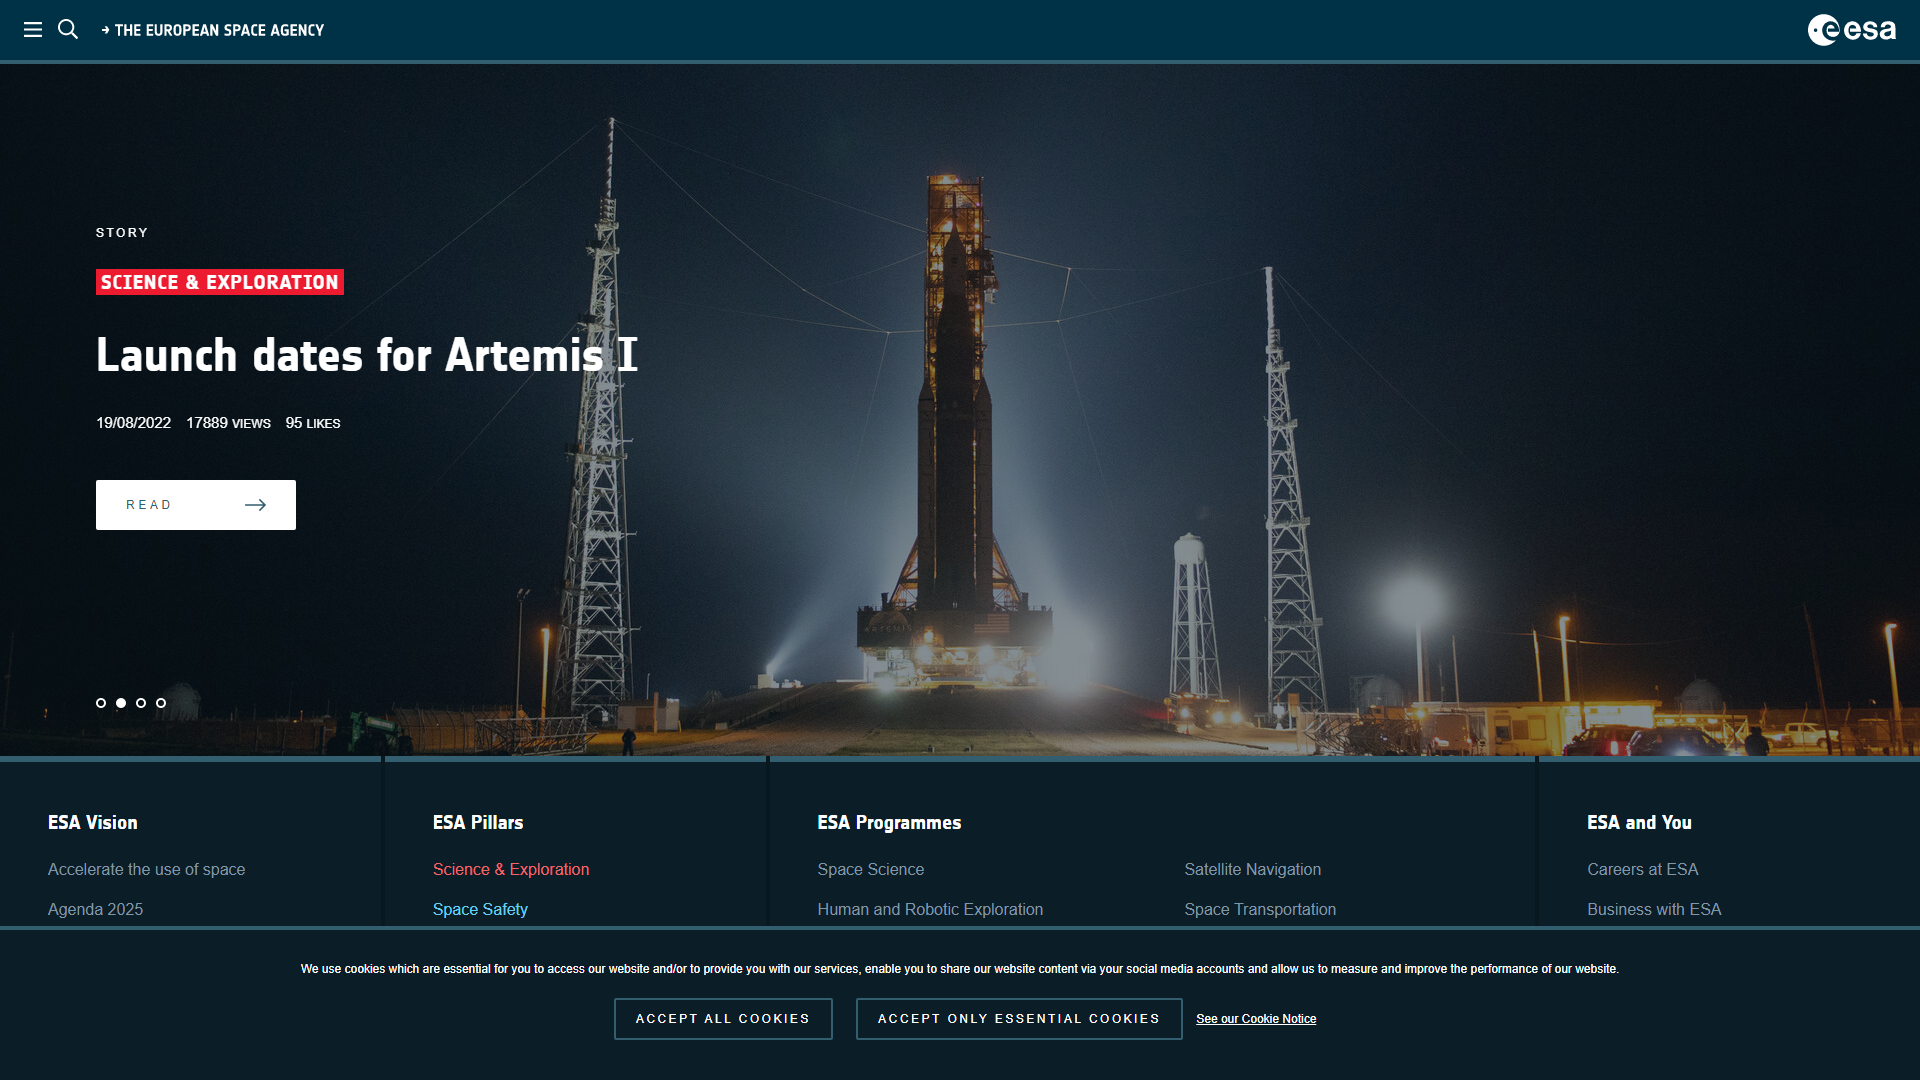 THE EUROPEAN SPACE AGENCY
esa
STORY
SCIENCE & EXPLORATION
Launch dates for Artemis I
19/08/2022 17889 VIEWS 95 LIKES
READ
ARTEMIS
ESA Vision
Accelerate the use of space
Agenda 2025
ESA Pillars
Science & Exploration
Space Safety
ESA Programmes
Space Science
Human and Robotic Exploration
Satellite Navigation
Space Transportation
ESA and You
Careers at ESA
Business with ESA
We use cookies which are essential for you to access our website and/or to provide you with our services, enable you to share our website content via your social media accounts and allow us to measure and improve the performance of our website.
ACCEPT ALL COOKIES
ACCEPT ONLY ESSENTIAL COOKIES
See our Cookie Notice